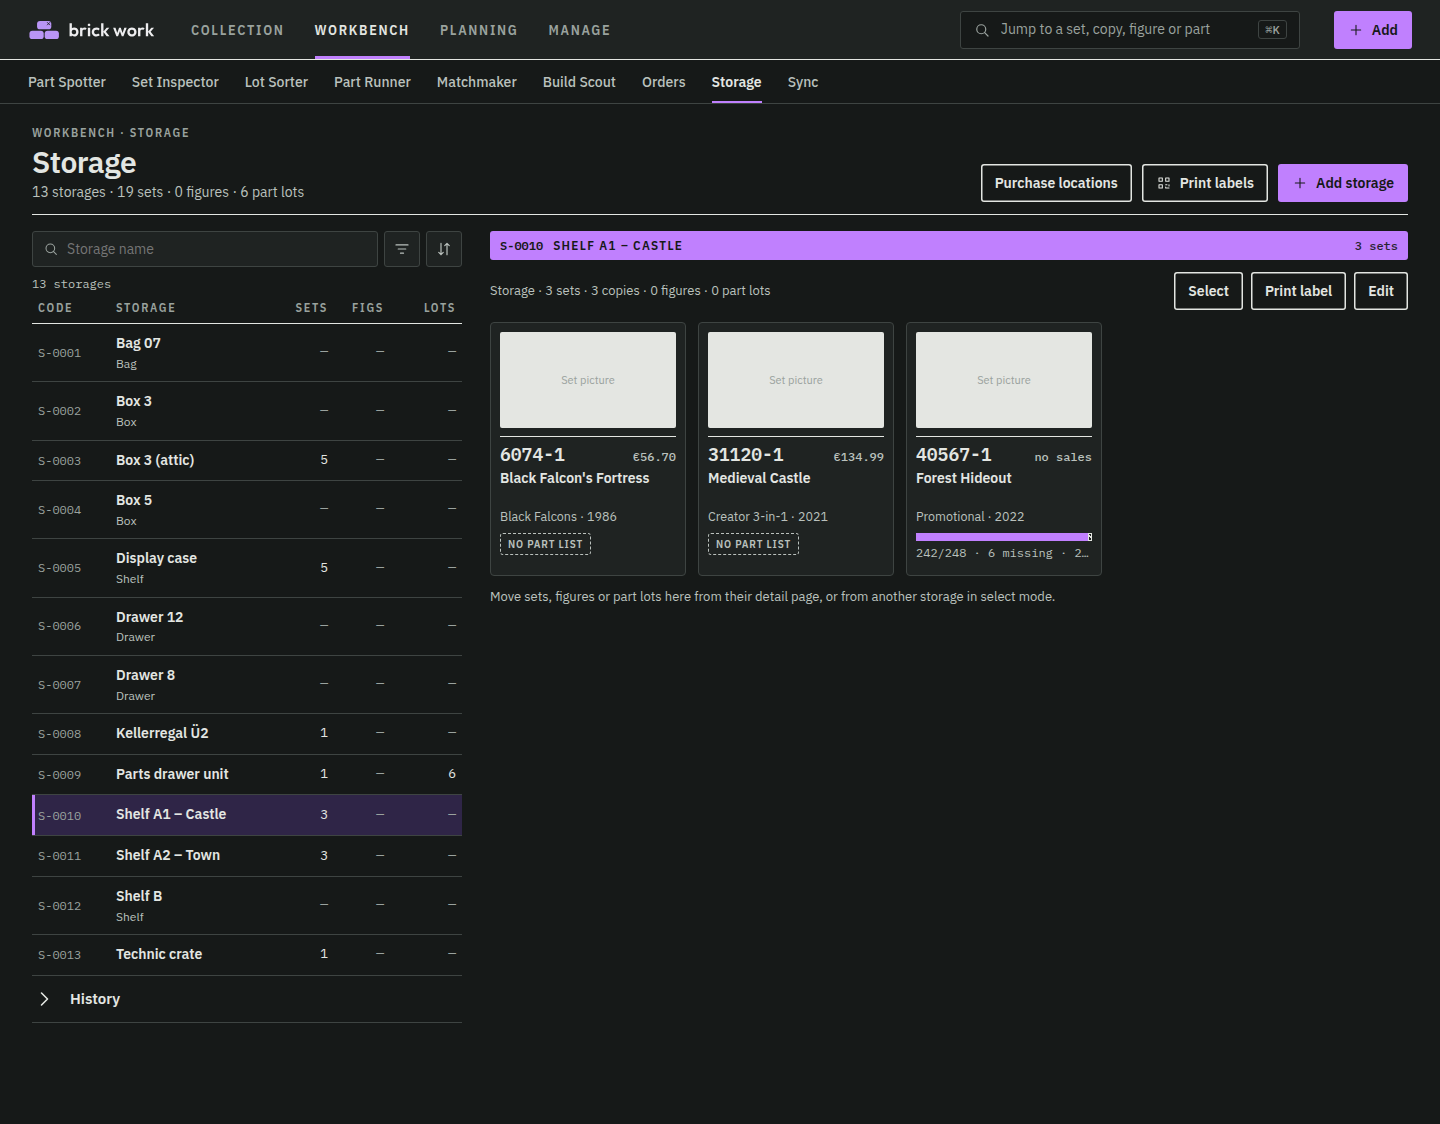 brick work COLLECTION WORKBENCH PLANNING MANAGE Jump to a set, copy, figure or part ⌘K + Add
Part Spotter Set Inspector Lot Sorter Part Runner Matchmaker Build Scout Orders Storage Sync
WORKBENCH · STORAGE
Storage
13 storages · 19 sets · 0 figures · 6 part lots
Purchase locations Print labels + Add storage
Storage name
13 storages
CODE STORAGE SETS FIGS LOTS
S-0001 Bag 07 – – –
Bag
S-0002 Box 3 – – –
Box
S-0003 Box 3 (attic) 5 – –
S-0004 Box 5 – – –
Box
S-0005 Display case 5 – –
Shelf
S-0006 Drawer 12 – – –
Drawer
S-0007 Drawer 8 – – –
Drawer
S-0008 Kellerregal Ü2 1 – –
S-0009 Parts drawer unit 1 – 6
S-0010 Shelf A1 – Castle 3 – –
S-0011 Shelf A2 – Town 3 – –
S-0012 Shelf B – – –
Shelf
S-0013 Technic crate 1 – –
History
S-0010 SHELF A1 – CASTLE 3 sets
Storage · 3 sets · 3 copies · 0 figures · 0 part lots
Select Print label Edit
Set picture
6074-1 €56.70
Black Falcon's Fortress
Black Falcons · 1986
NO PART LIST
Set picture
31120-1 €134.99
Medieval Castle
Creator 3-in-1 · 2021
NO PART LIST
Set picture
40567-1 no sales
Forest Hideout
Promotional · 2022
242/248 · 6 missing · 2…
Move sets, figures or part lots here from their detail page, or from another storage in select mode.